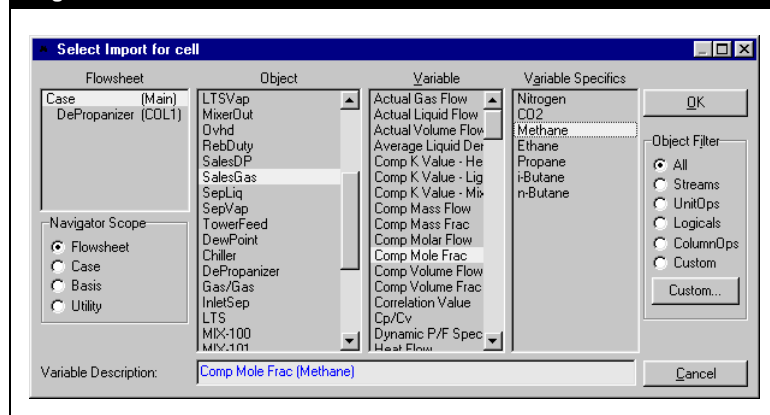 Select Import for cell
Flowsheet
Case (Main)
DePropanizer (COL1)
Navigator Scope
Flowsheet
Case
Basis
Utility
Object
LTSVap
MixerOut
Ovhd
RebDuty
SalesDP
SalesGas
SepLiq
SepVap
TowerFeed
DewPoint
Chiller
DePropanizer
Gas/Gas
InletSep
LTS
MIX-100
MIX-101
Variable
Actual Gas Flow
Actual Liquid Flow
Actual Volume Flow
Average Liquid Der
Comp K Value - He
Comp K Value - Lig
Comp K Value - Mix
Comp Mass Flow
Comp Mass Frac
Comp Molar Flow
Comp Mole Frac
Comp Volume Flow
Comp Volume Frac
Correlation Value
Cp/Cv
Dynamic P/F Spec
Heat Flow
Variable Specifics
Nitrogen
CO2
Methane
Ethane
Propane
i-Butane
n-Butane
OK
Object Filter
All
Streams
UnitOps
Logicals
ColumnOps
Custom
Custom...
Variable Description:
Comp Mole Frac (Methane)
Cancel